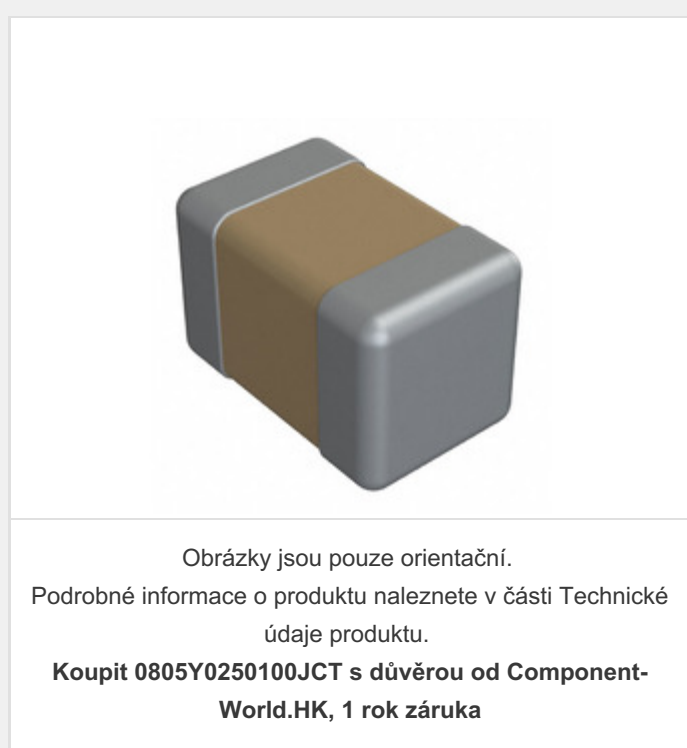 Obrázky jsou pouze orientační.
Podrobné informace o produktu naleznete v části Technické
údaje produktu.
Koupit 0805Y0250100JCT s důvěrou od Component-
World.HK, 1 rok záruka